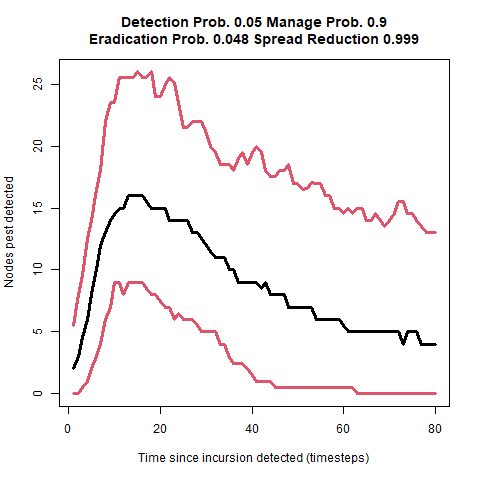 Detection Prob. 0.05 Manage Prob. 0.9
Eradication Prob. 0.048 Spread Reduction 0.999
Nodes pest detected
25
20
15
10
5
0
0
20
40
60
80
Time since incursion detected (timesteps)